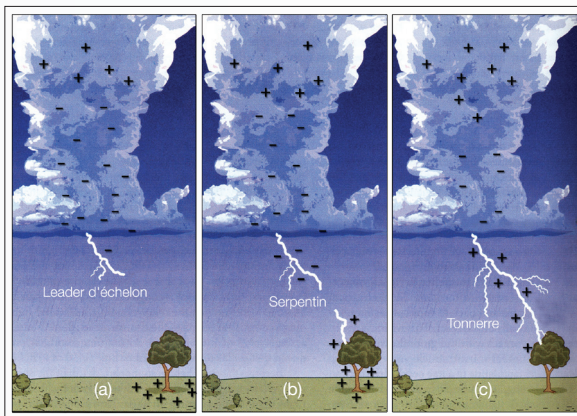 Leader d'échelon
(a)
Serpentin
(b)
Tonnerre
(c)